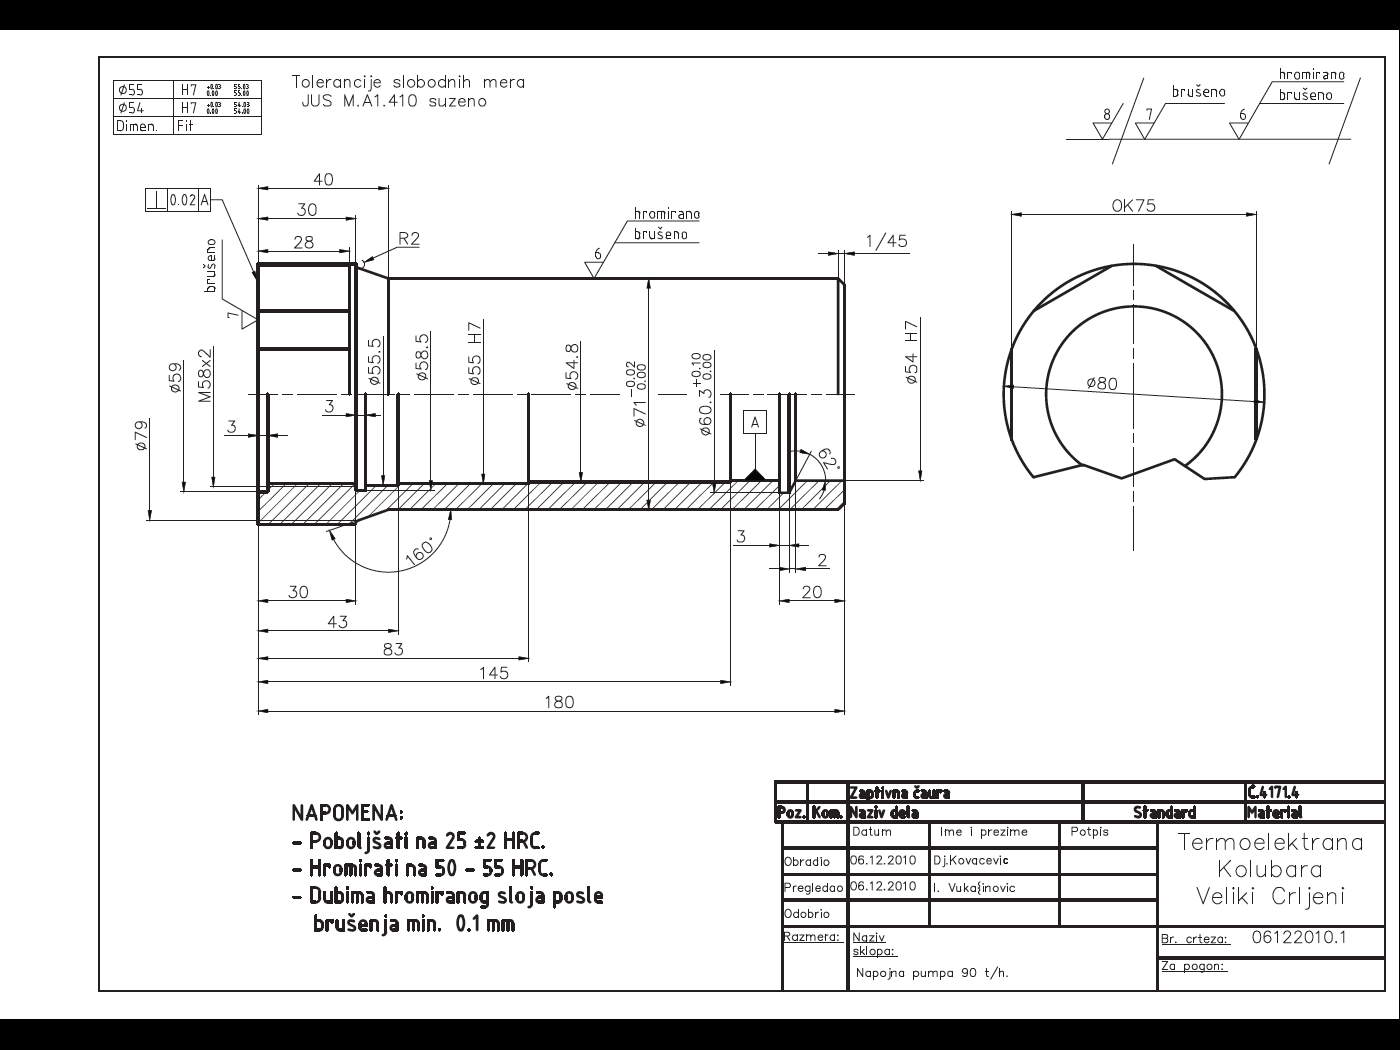 Ø55 H7 +0.03 0.00 55.03 55.00
Ø54 H7 +0.03 0.00 54.03 54.00
Dimen. Fit
Tolerancije slobodnih mera
JUS M.A1.410 suzeno
8
7
brušeno
6
hromirano
brušeno
⊥ 0.02 A
40
30
28
R2
brušeno
7
6
hromirano
brušeno
1/45
OK75
Ø79
Ø59
M58x2
3
3
Ø55.5
Ø58.5
Ø55 H7
Ø54.8
Ø71 -0.02 0.00
Ø60.3 +0.10 0.00
A
62°
Ø54 H7
Ø80
160°
3
2
30
20
43
83
145
180
NAPOMENA:
- Poboljšati na 25 ±2 HRC.
- Hromirati na 50 - 55 HRC.
- Dubima hromiranog sloja posle
brušenja min. 0.1 mm
Zaptivna čaura Č.4171.4
Poz. Kom. Naziv dela Standard Material
Datum Ime i prezime Potpis
Obradio 06.12.2010 Dj.Kovacevic
Pregledao 06.12.2010 I. Vuka{inovic
Odobrio
Termoelektrana
Kolubara
Veliki Crljeni
Razmera: Naziv
sklopa:
Napojna pumpa 90 t/h.
Br. crteza: 06122010.1
Za pogon: